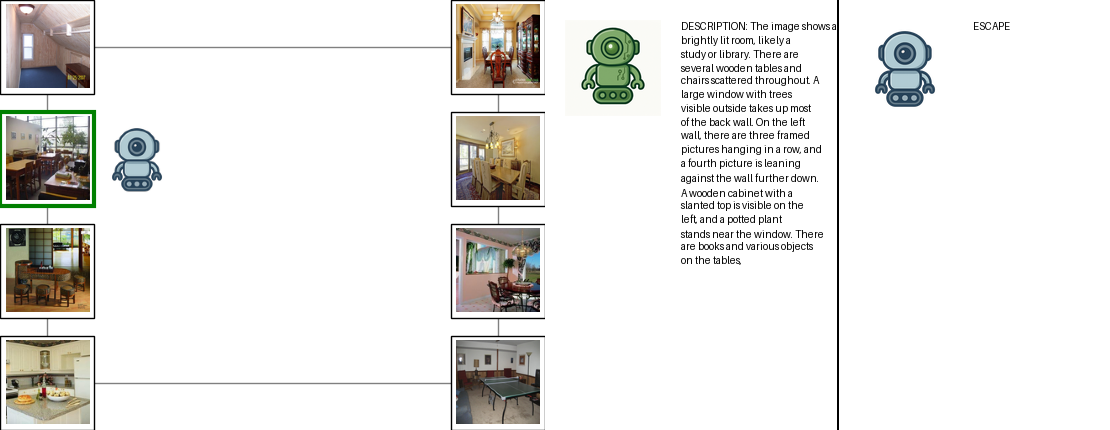 DESCRIPTION: The image shows a
brightly lit room, likely a
study or library. There are
several wooden tables and
chairs scattered throughout. A
large window with trees
visible outside takes up most
of the back wall. On the left
wall, there are three framed
pictures hanging in a row, and
a fourth picture is leaning
against the wall further down.
A wooden cabinet with a
slanted top is visible on the
left, and a potted plant
stands near the window. There
are books and various objects
on the tables,
ESCAPE